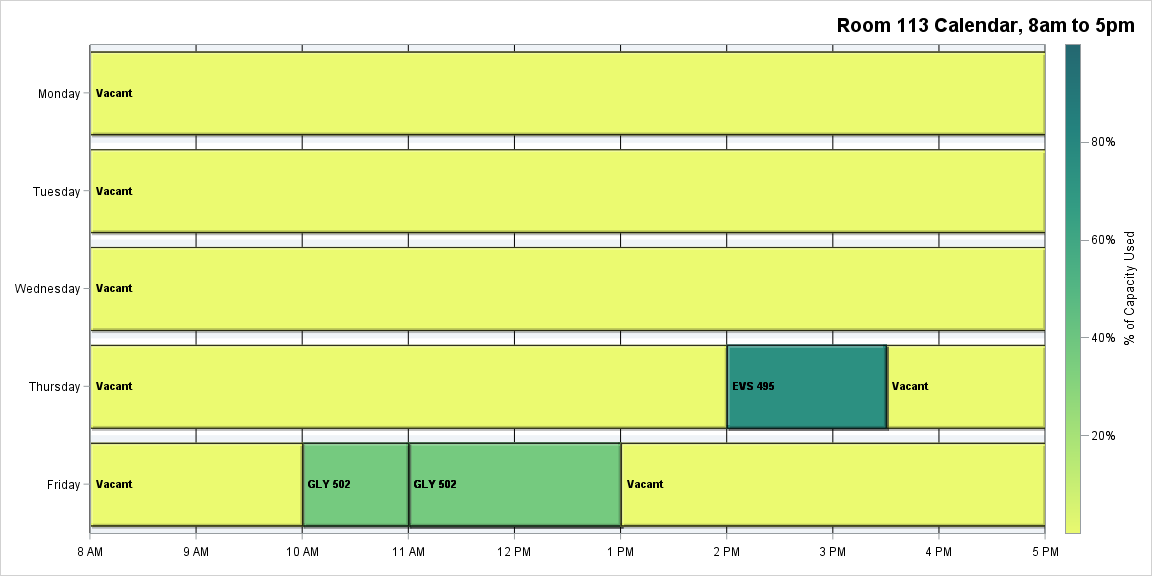 Room 113 Calendar, 8am to 5pm
Monday
Vacant
Tuesday
Vacant
Wednesday
Vacant
Thursday
Vacant
EVS 495
Vacant
Friday
Vacant
GLY 502
GLY 502
Vacant
8 AM
9 AM
10 AM
11 AM
12 PM
1 PM
2 PM
3 PM
4 PM
5 PM
80%
60%
40%
20%
% of Capacity Used